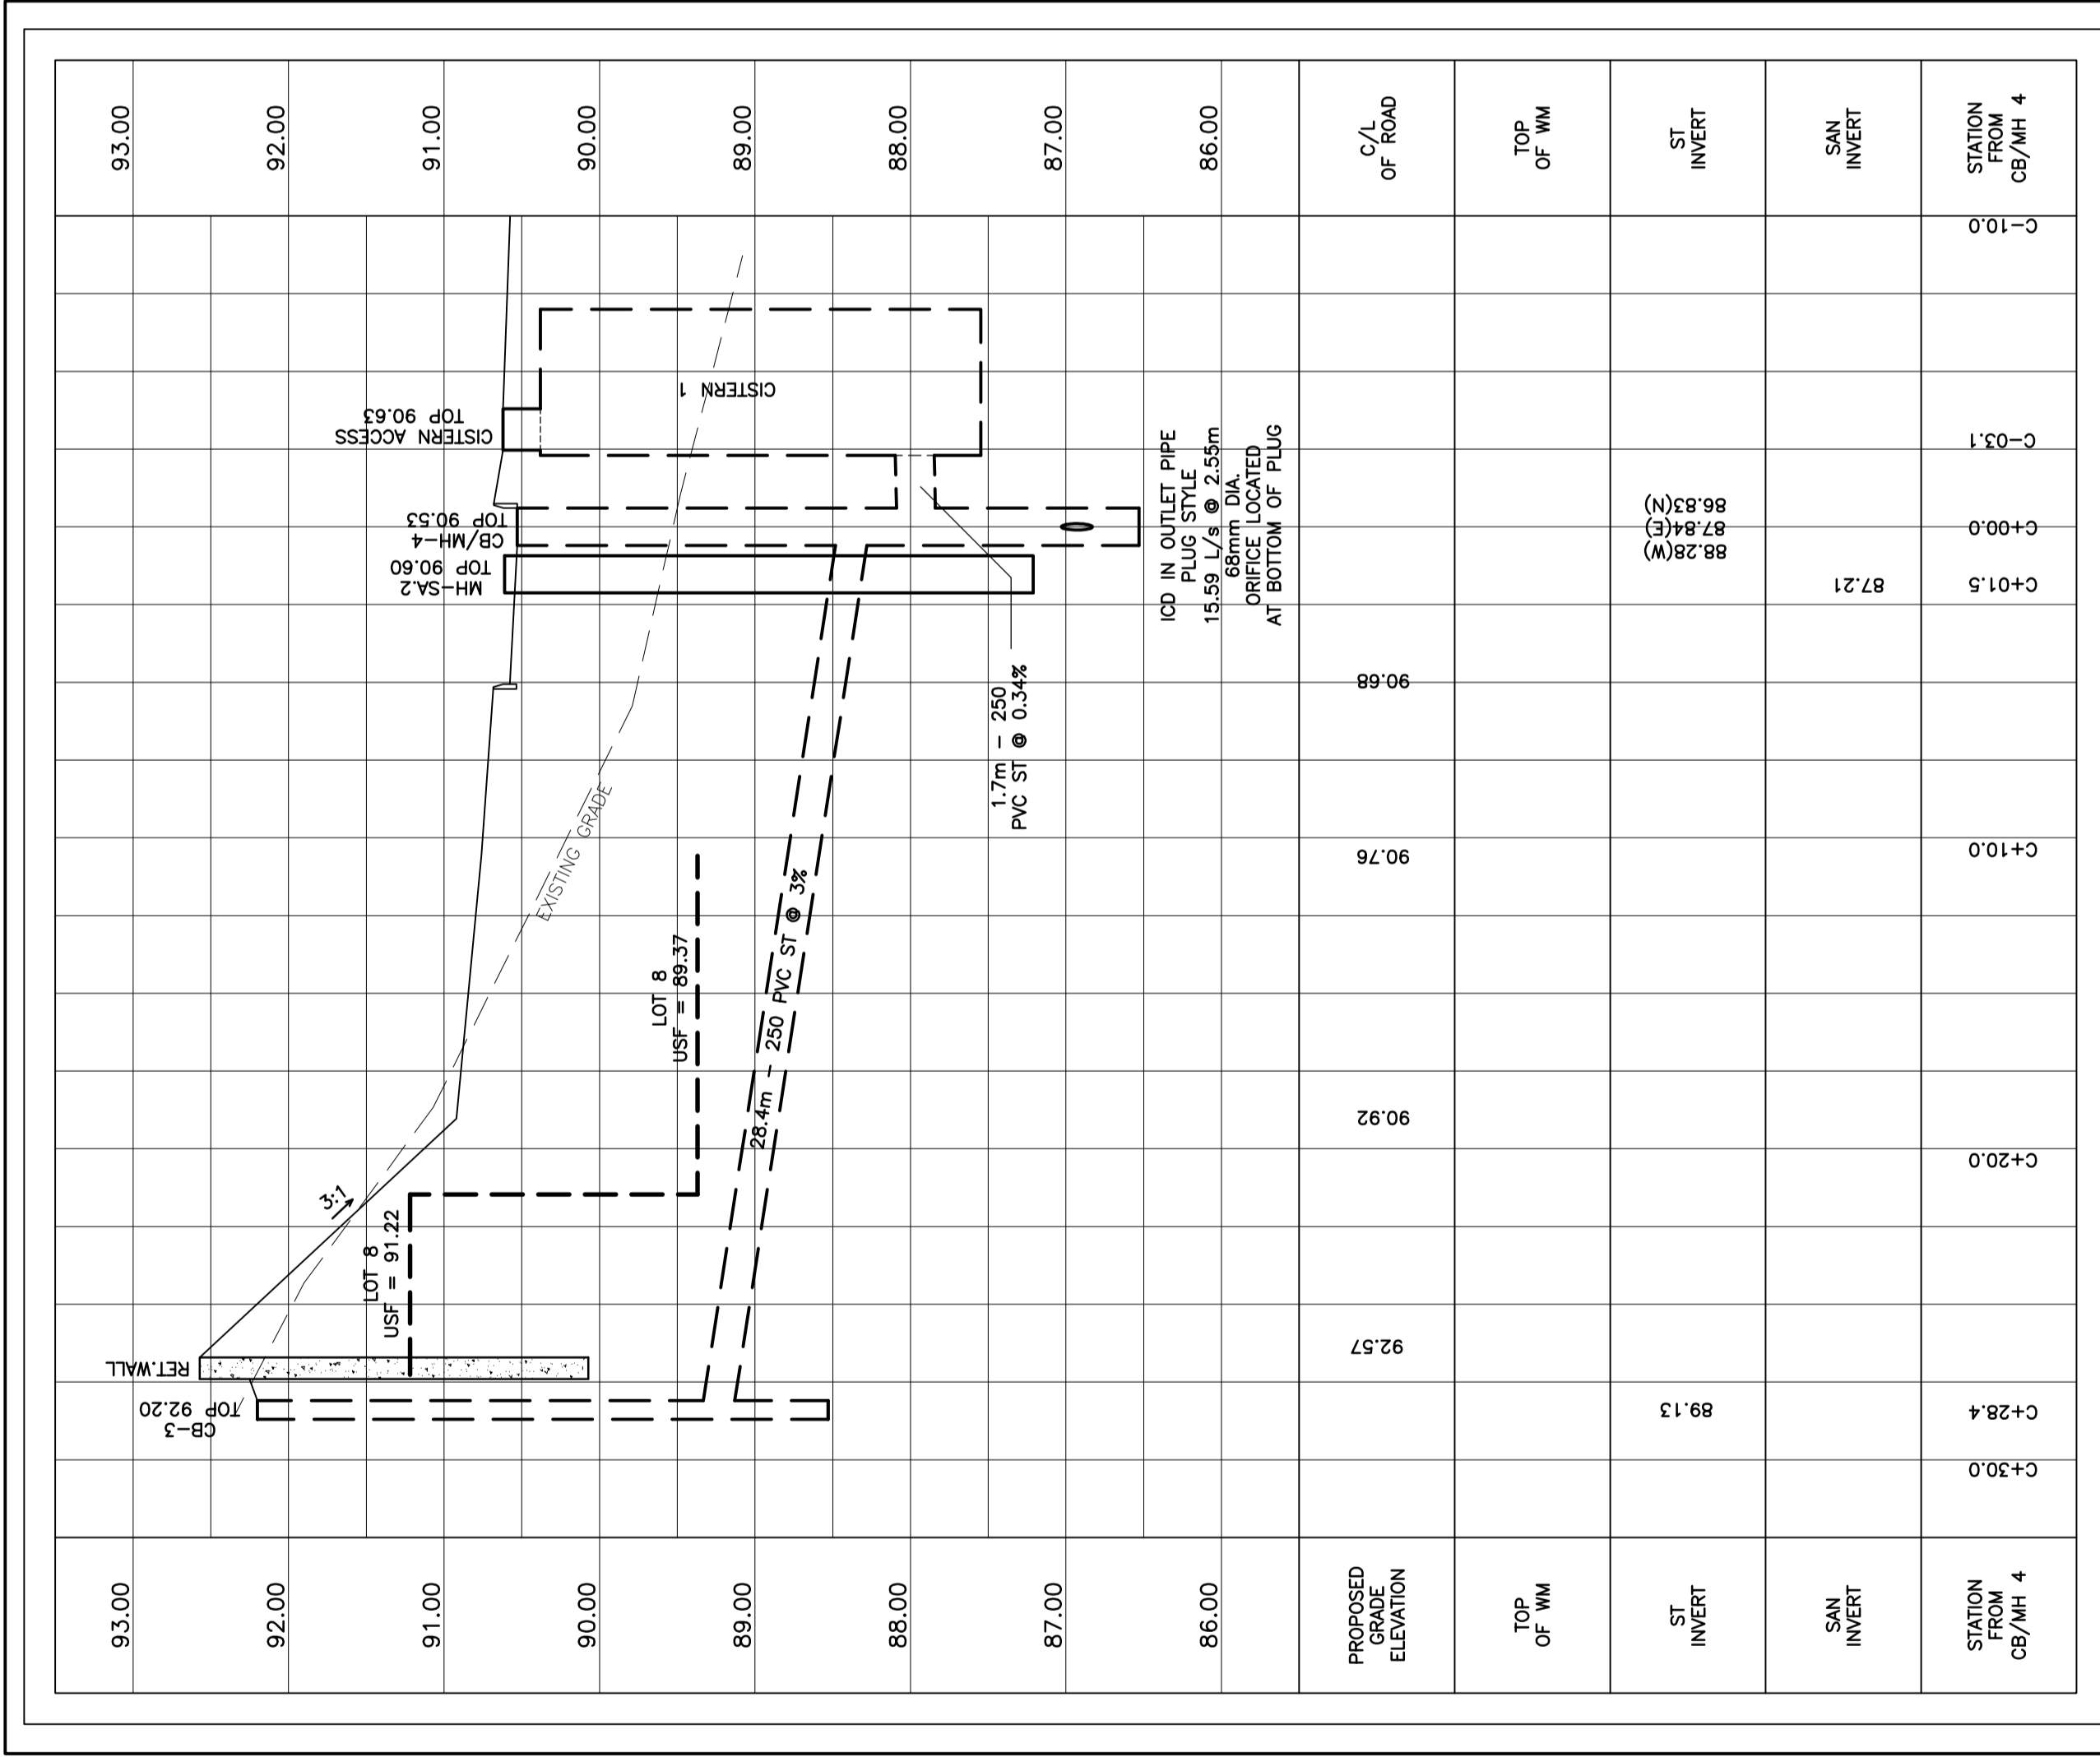 93.00
92.00
91.00
90.00
89.00
88.00
87.00
86.00
PROPOSED
GRADE
ELEVATION
TOP
OF WM
ST
INVERT
SAN
INVERT
STATION
FROM
CB/MH 4
RET.WALL
CB-3
TOP 92.20
3:1
LOT 8
USF = 91.22
LOT 8
USF = 89.37
EXISTING GRADE
28.4m - 250 PVC ST @ 3%
MH-SA.2
TOP 90.60
CB/MH-4
TOP 90.53
CISTERN ACCESS
TOP 90.63
CISTERN 1
1.7m - 250
PVC ST @ 0.34%
ICD IN OUTLET PIPE
PLUG STYLE
15.59 L/s @ 2.55m
68mm DIA.
ORIFICE LOCATED
AT BOTTOM OF PLUG
92.57
90.92
90.76
90.68
89.13
88.28(W)
87.84(E)
86.83(N)
87.21
C+30.0
C+28.4
C+20.0
C+10.0
C+01.5
C+00.0
C-03.1
C-10.0
93.00
92.00
91.00
90.00
89.00
88.00
87.00
86.00
C/L
OF ROAD
TOP
OF WM
ST
INVERT
SAN
INVERT
STATION
FROM
CB/MH 4